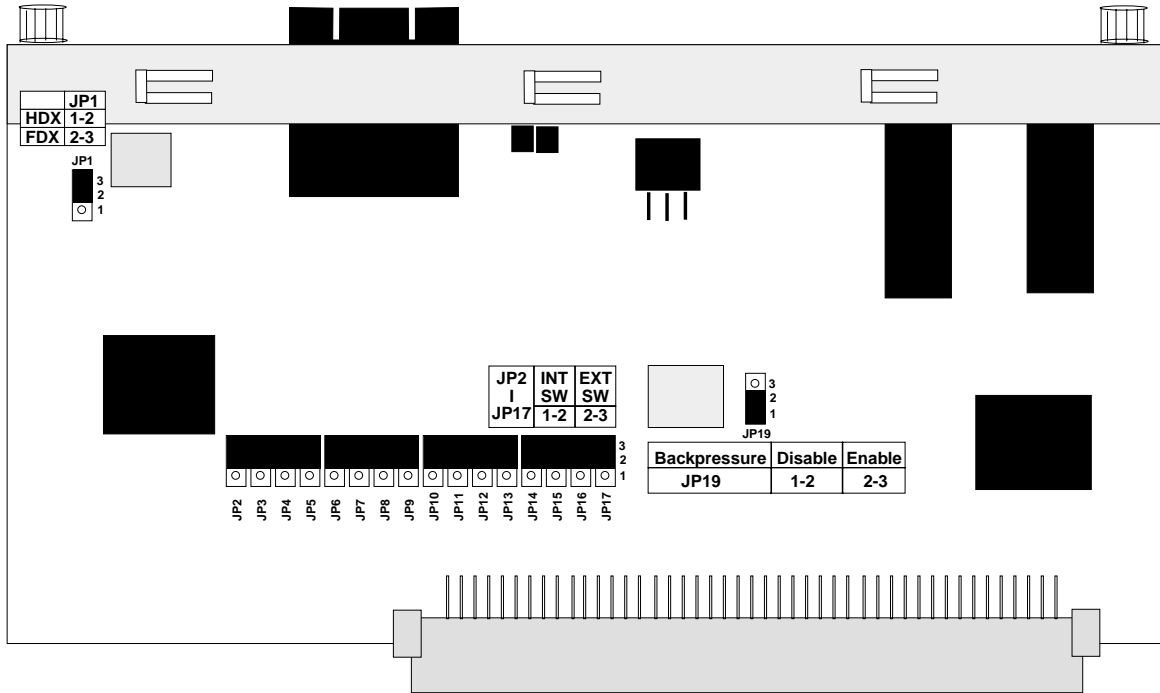 JP1
HDX 1-2
FDX 2-3
JP1
3
2
1
JP2 I JP17
INT SW
EXT SW
1-2
2-3
3
2
1
JP19
Backpressure Disable Enable
JP19 1-2 2-3
3
2
1
JP2 JP3 JP4 JP5 JP6 JP7 JP8 JP9 JP10 JP11 JP12 JP13 JP14 JP15 JP16 JP17